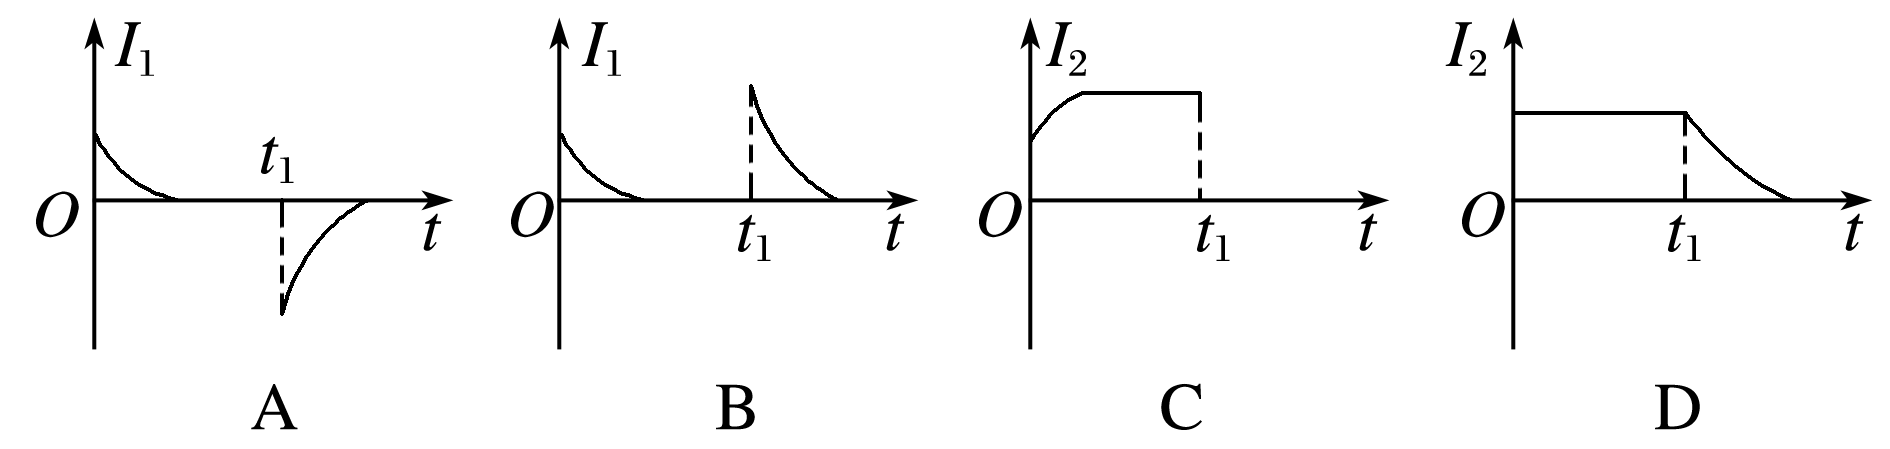 I₁ I₁ I₂ I₂
t₁
O t O t₁ t O t₁ t O t₁ t
A B C D